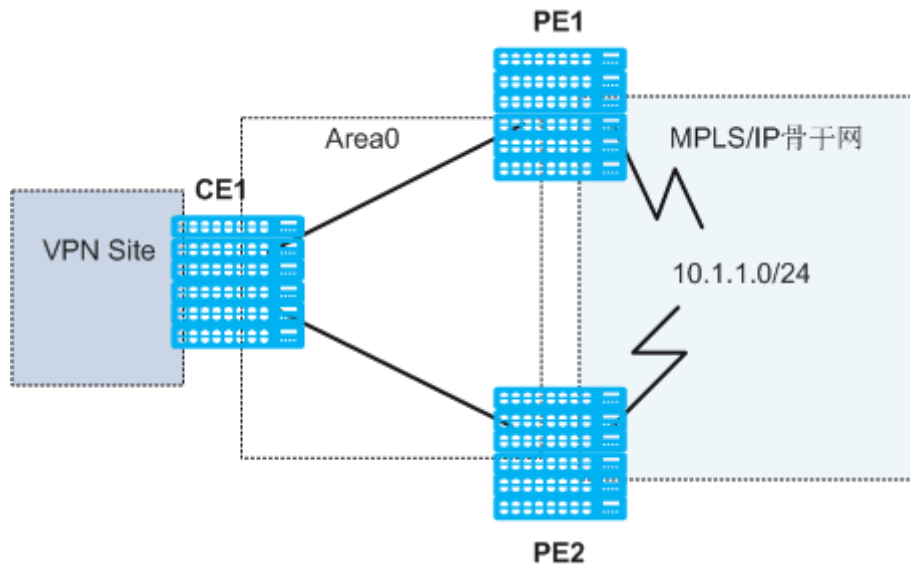 PE1
Area0
MPLS/IP骨干网
CE1
VPN Site
10.1.1.0/24
PE2